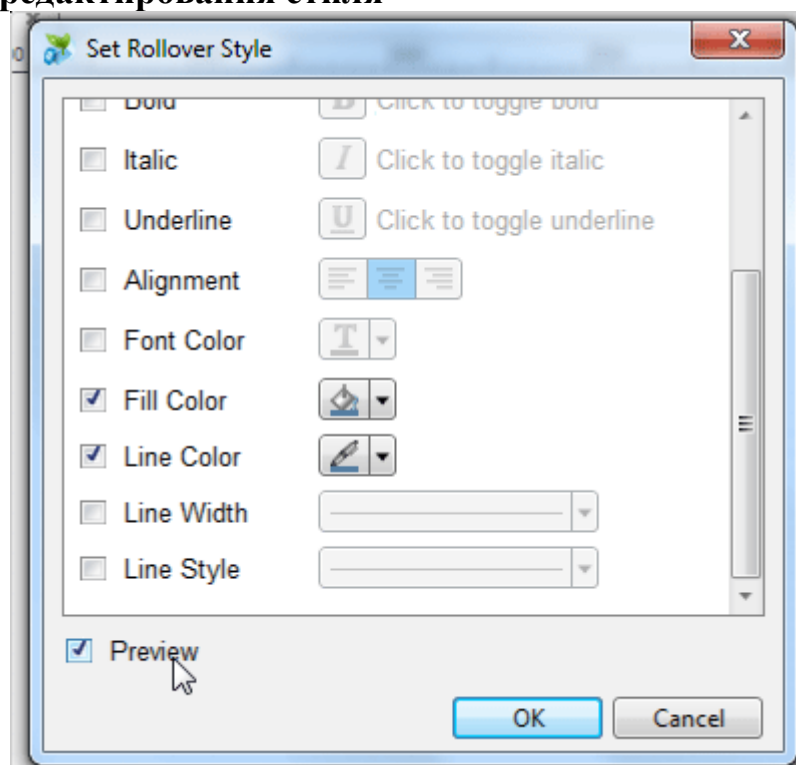 редактирования стиля
Set Rollover Style
Bold B Click to toggle bold
Italic I Click to toggle italic
Underline U Click to toggle underline
Alignment
Font Color T
Fill Color
Line Color
Line Width
Line Style
Preview
OK Cancel